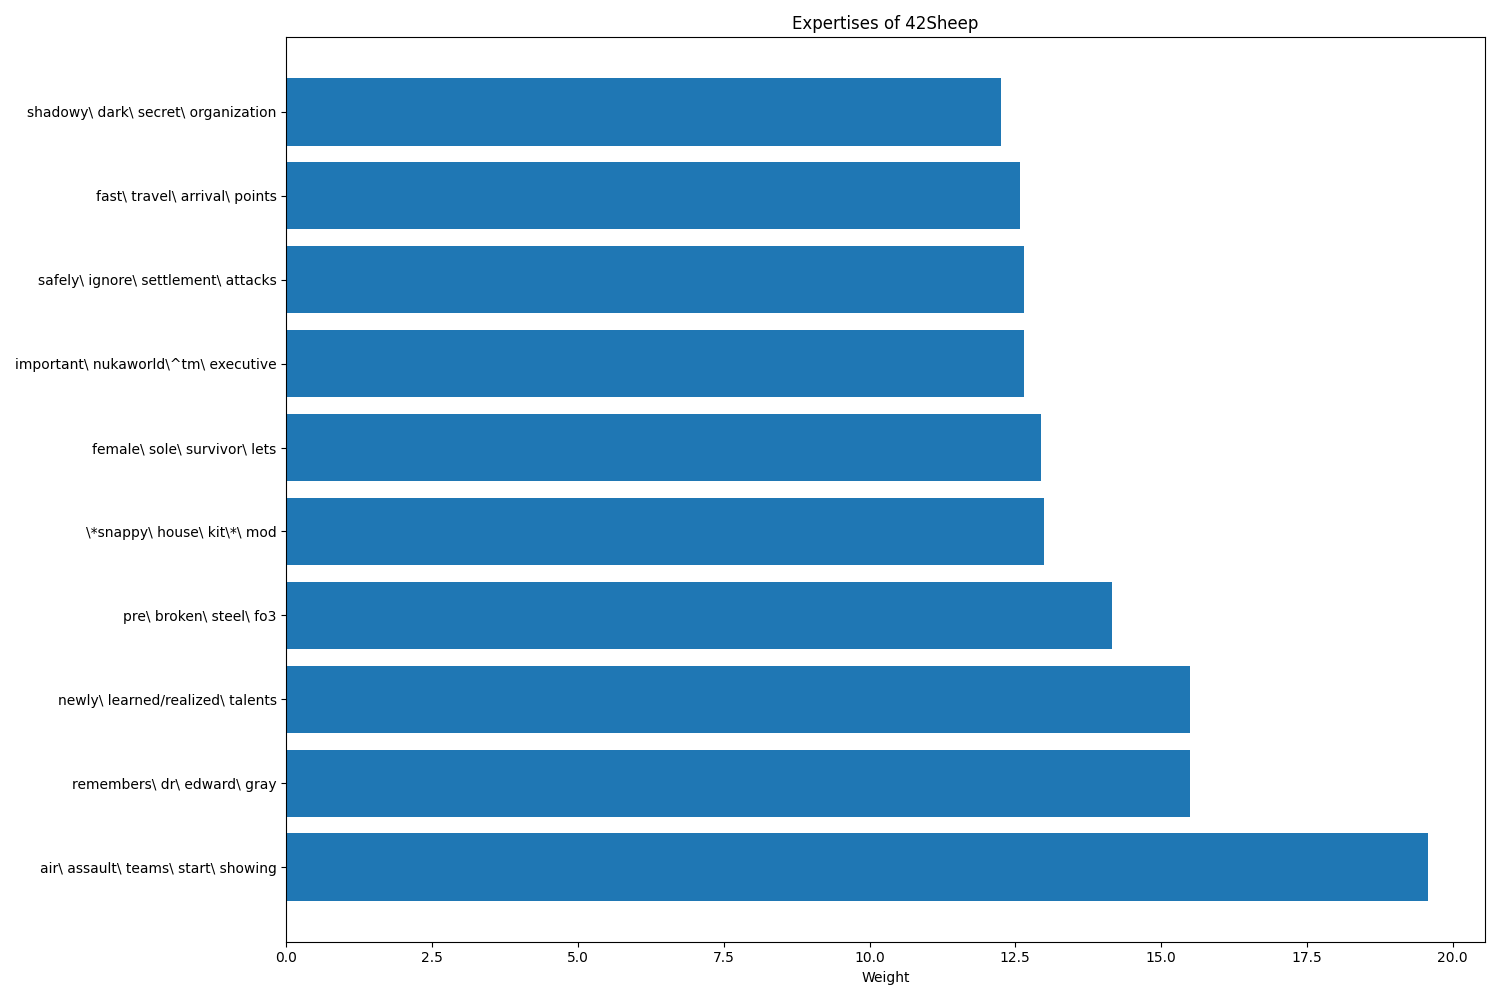 Expertises of 42Sheep
shadowy\ dark\ secret\ organization
fast\ travel\ arrival\ points
safely\ ignore\ settlement\ attacks
important\ nukaworld\^tm\ executive
female\ sole\ survivor\ lets
\*snappy\ house\ kit\*\ mod
pre\ broken\ steel\ fo3
newly\ learned/realized\ talents
remembers\ dr\ edward\ gray
air\ assault\ teams\ start\ showing
0.0 2.5 5.0 7.5 10.0 12.5 15.0 17.5 20.0
Weight